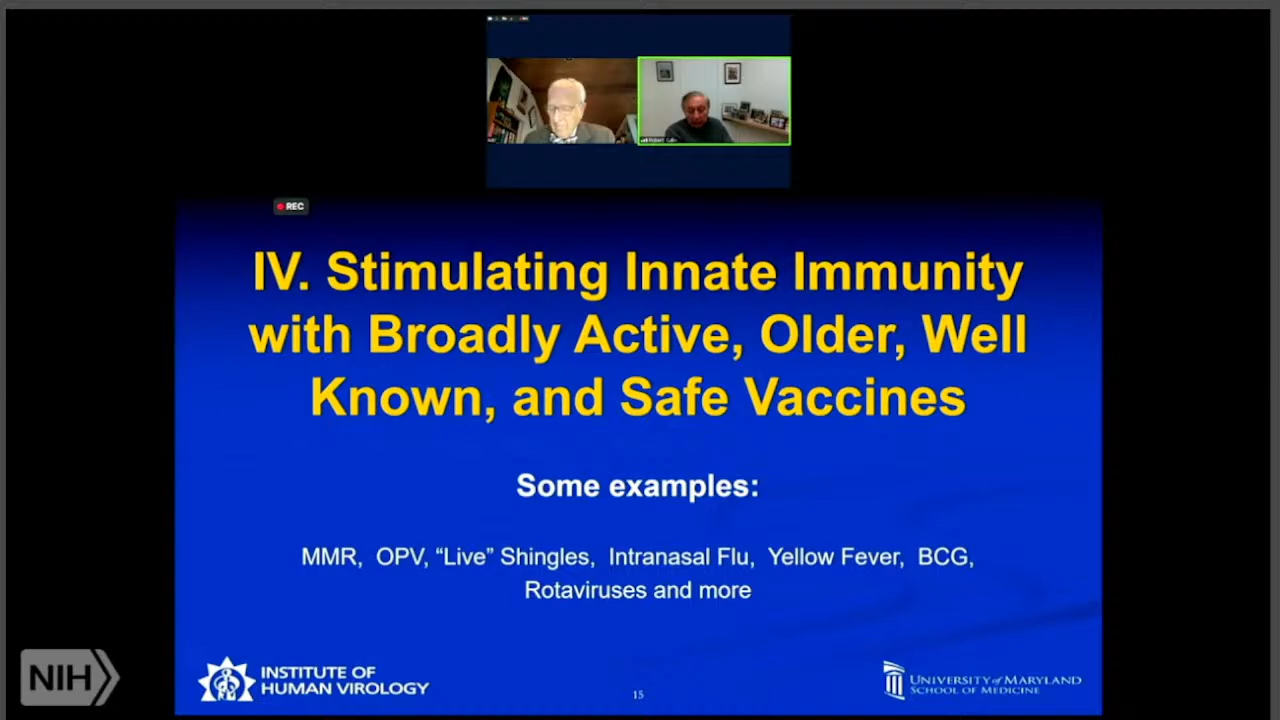 REC
IV. Stimulating Innate Immunity
with Broadly Active, Older, Well
Known, and Safe Vaccines
Some examples:
MMR, OPV, “Live” Shingles, Intranasal Flu, Yellow Fever, BCG,
Rotaviruses and more
NIH
INSTITUTE OF
HUMAN VIROLOGY
15
UNIVERSITY of MARYLAND
SCHOOL OF MEDICINE